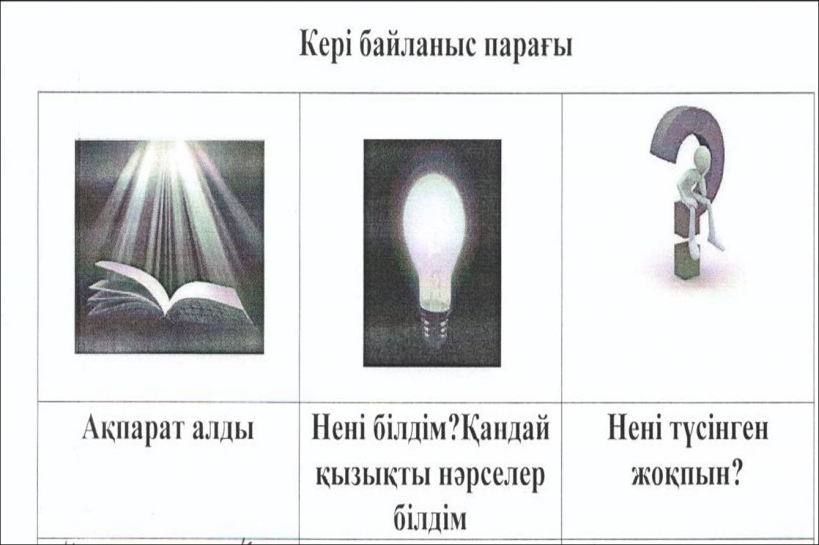 Кері байланыс парағы
Ақпарат алды
Нені білдім?Қандай
қызықты нәрселер
білдім
Нені түсінген
жоқпын?